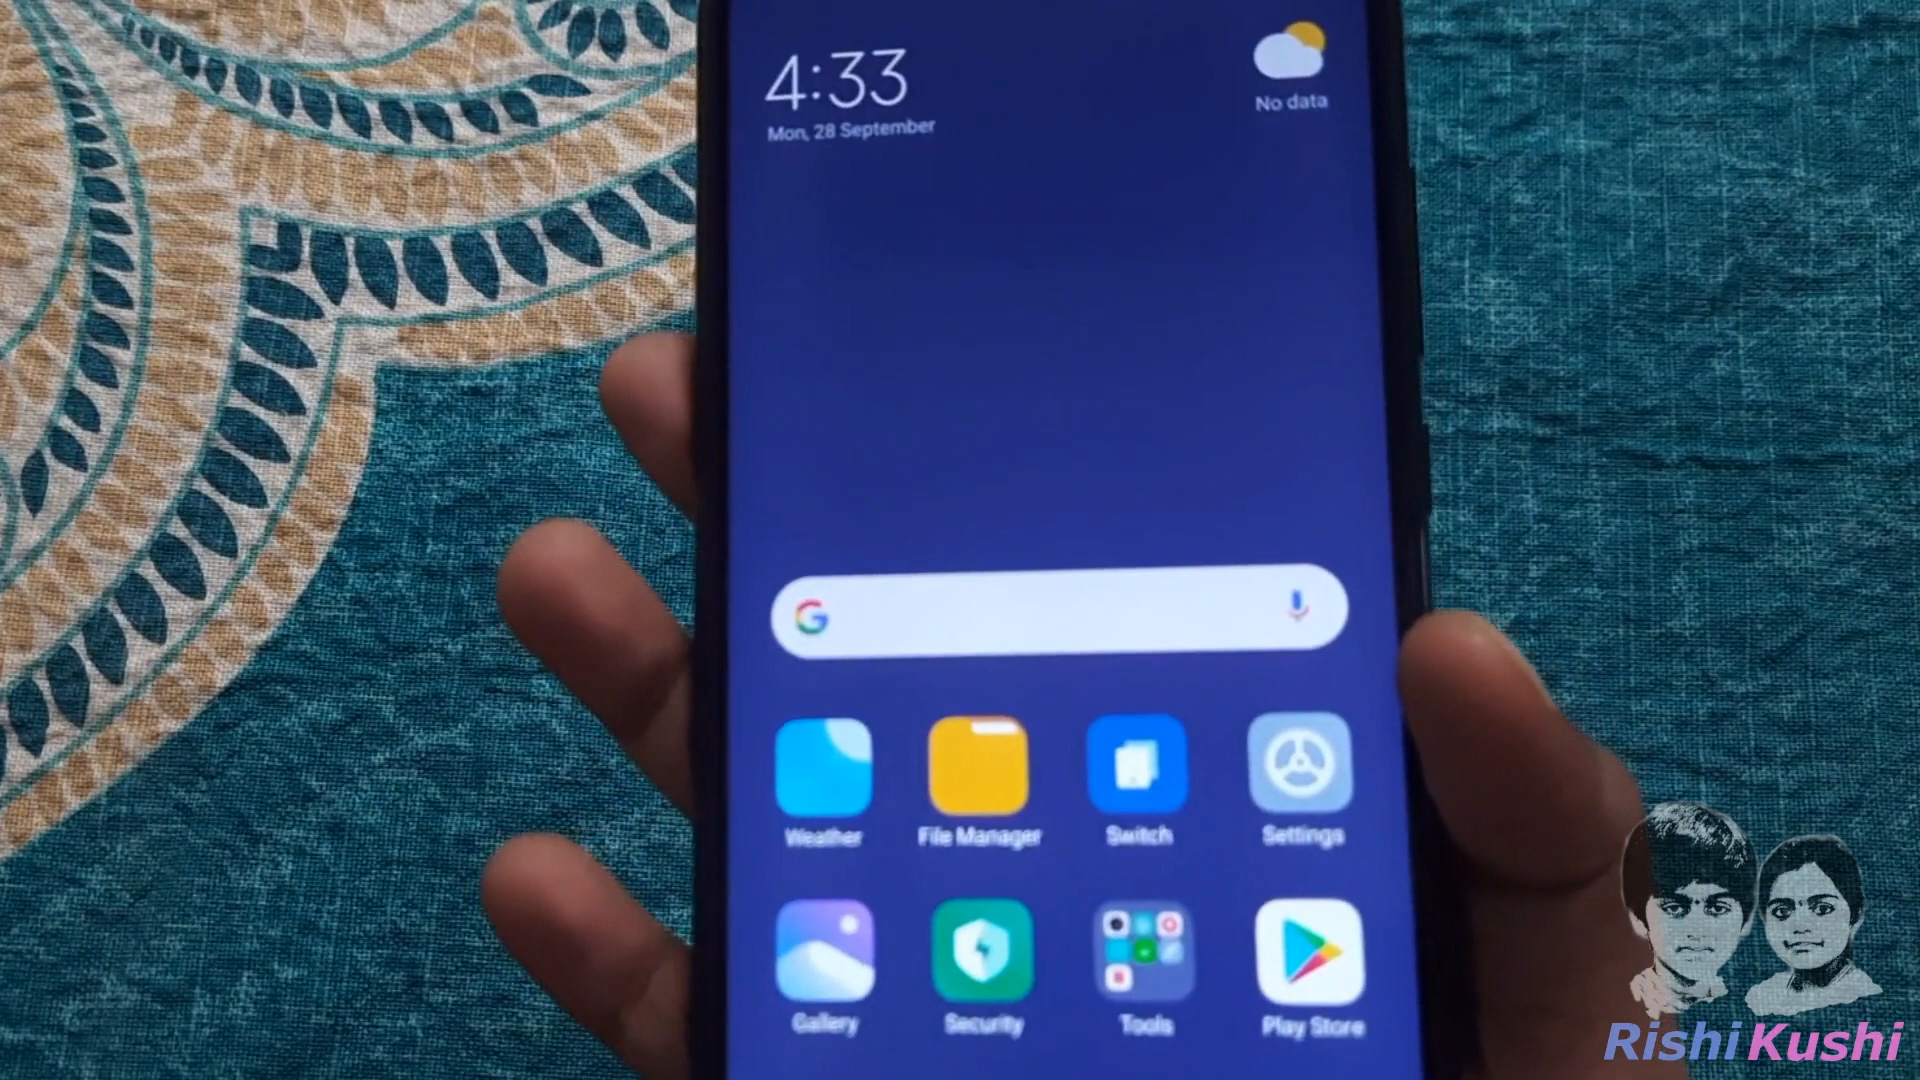 4:33
Mon, 28 September
No data
Weather
File Manager
Switch
Settings
Gallery
Security
Tools
Play Store
Rishi Kushi